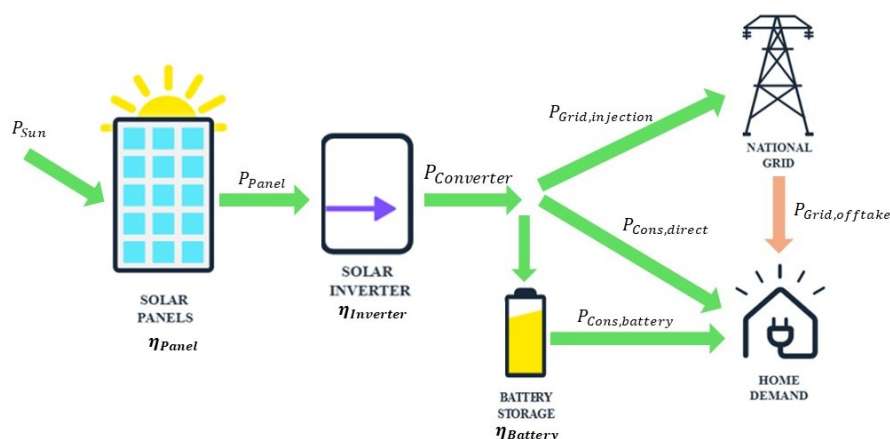 P_Sun
SOLAR
PANELS
η_Panel
P_Panel
SOLAR
INVERTER
η_Inverter
P_Converter
P_Grid,injection
P_Cons,direct
P_Cons,battery
BATTERY
STORAGE
η_Battery
NATIONAL
GRID
P_Grid,offtake
HOME
DEMAND